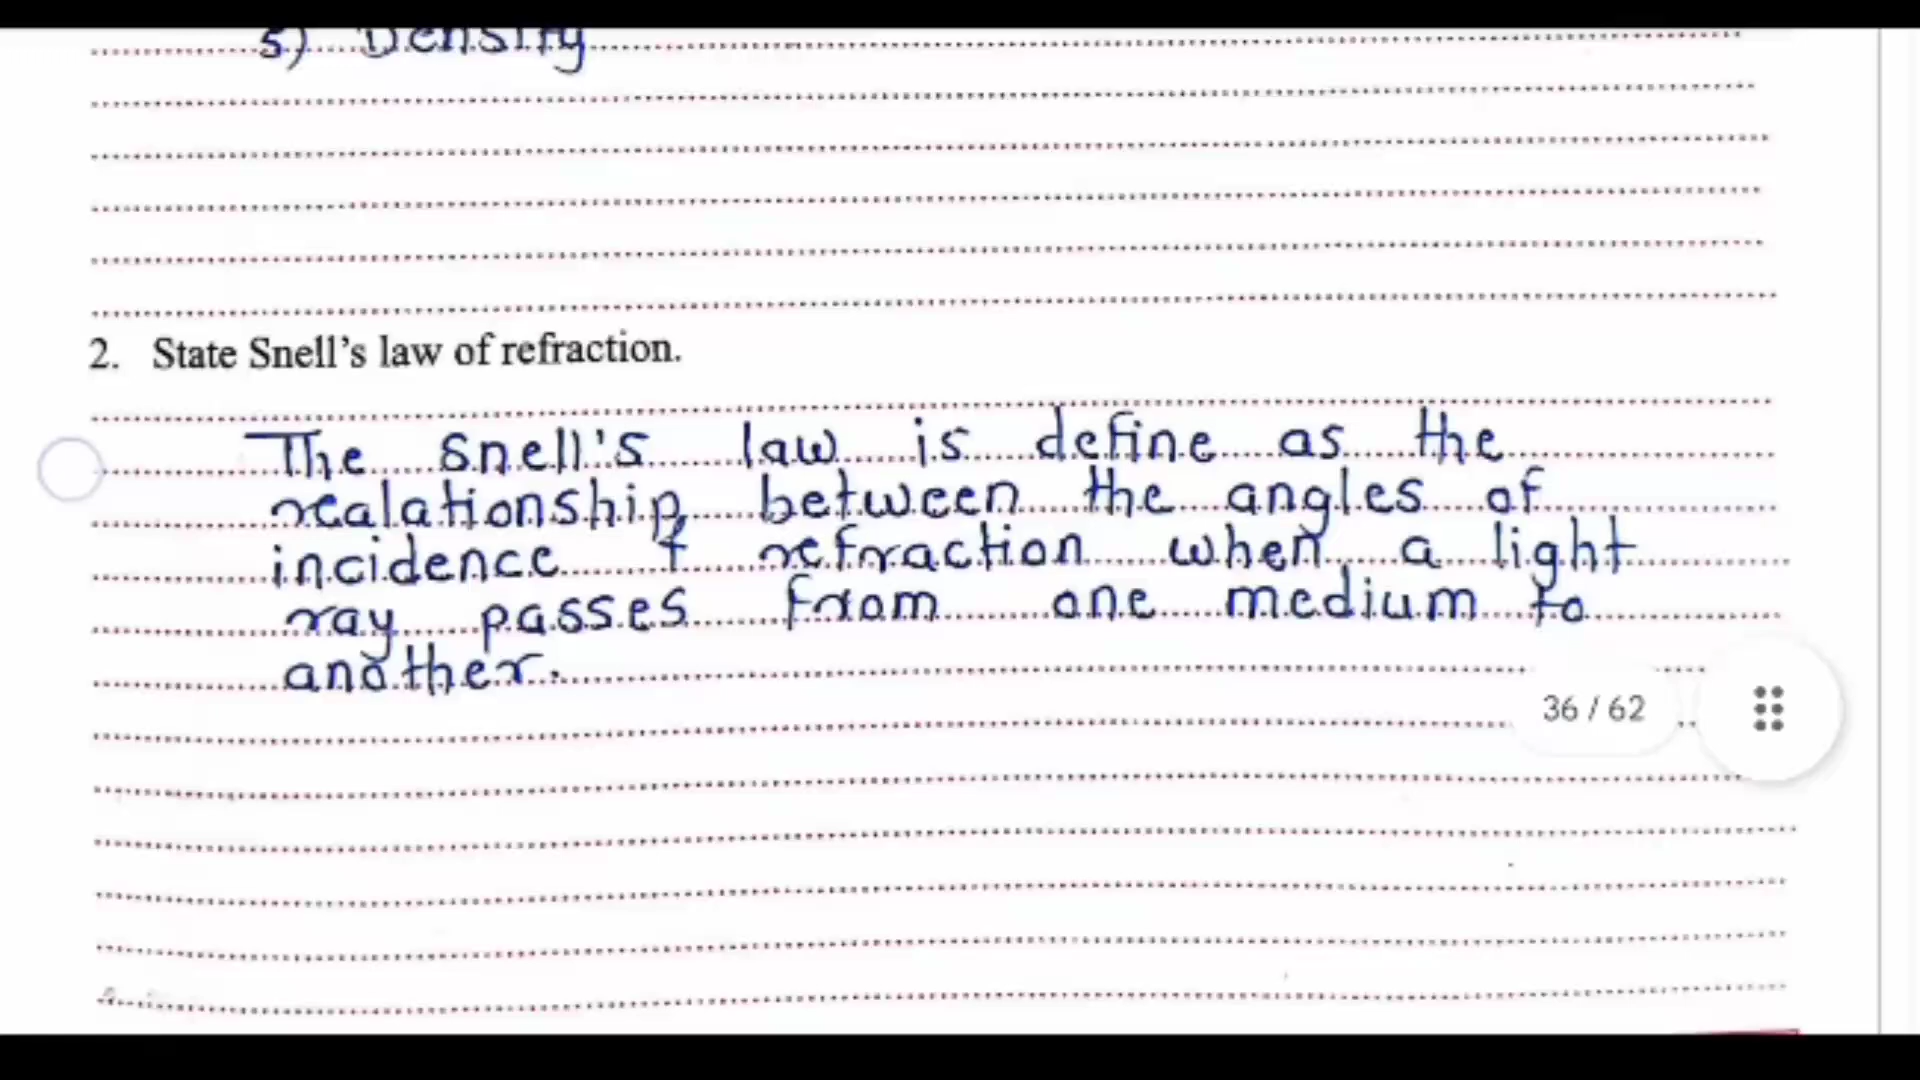 5) Density
2. State Snell's law of refraction.
The Snell's law is define as the
realationship between the angles of
incidence & refraction when a light
ray passes from one medium to
another.
36 / 62